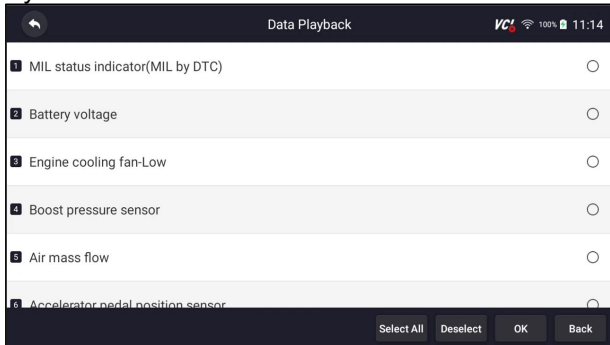 Data Playback
VCI 100% 11:14
1 MIL status indicator(MIL by DTC)
2 Battery voltage
3 Engine cooling fan-Low
4 Boost pressure sensor
5 Air mass flow
6 Accelerator pedal position sensor
Select All Deselect OK Back